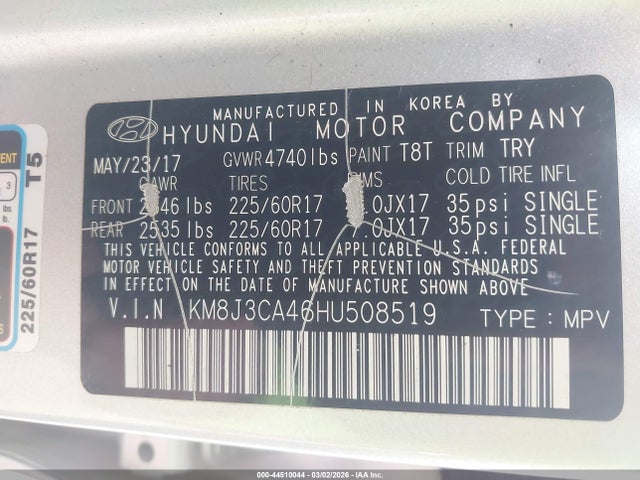 MANUFACTURED IN KOREA BY
HYUNDAI MOTOR COMPANY
MAY/23/17 GVWR 4740lbs PAINT T8T TRIM TRY
TIRES COLD TIRE INFL
FRONT lbs 225/60R17 35psi SINGLE
REAR 2535 lbs 225/60R17 35psi SINGLE
THIS VEHICLE CONFORMS TO ALL APPLICABLE U.S.A. FEDERAL
MOTOR VEHICLE SAFETY AND THEFT PREVENTION STANDARDS
IN EFFECT ON THE DATE OF MANUFACTURE SHOWN ABOVE
V.I.N KM8J3CA46HU508519 TYPE : MPV
225/60R17 T5
000-44510044 | 03/02/2026 - IAA Inc.